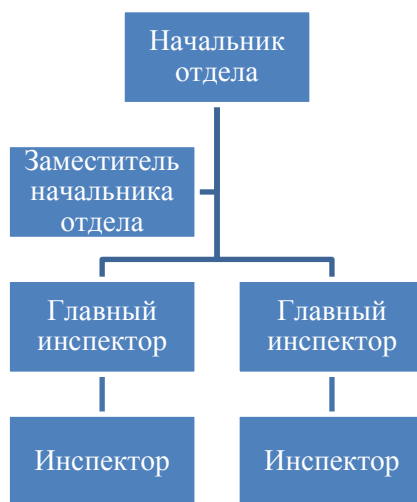 Начальник
отдела
Заместитель
начальника
отдела
Главный
инспектор
Главный
инспектор
Инспектор
Инспектор